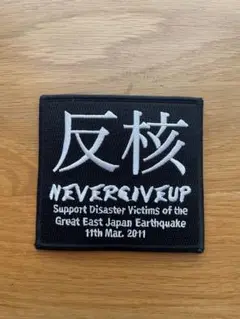 反核
NEVERGIVEUP
Support Disaster Victims of the
Great East Japan Earthquake
11th Mar. 2011